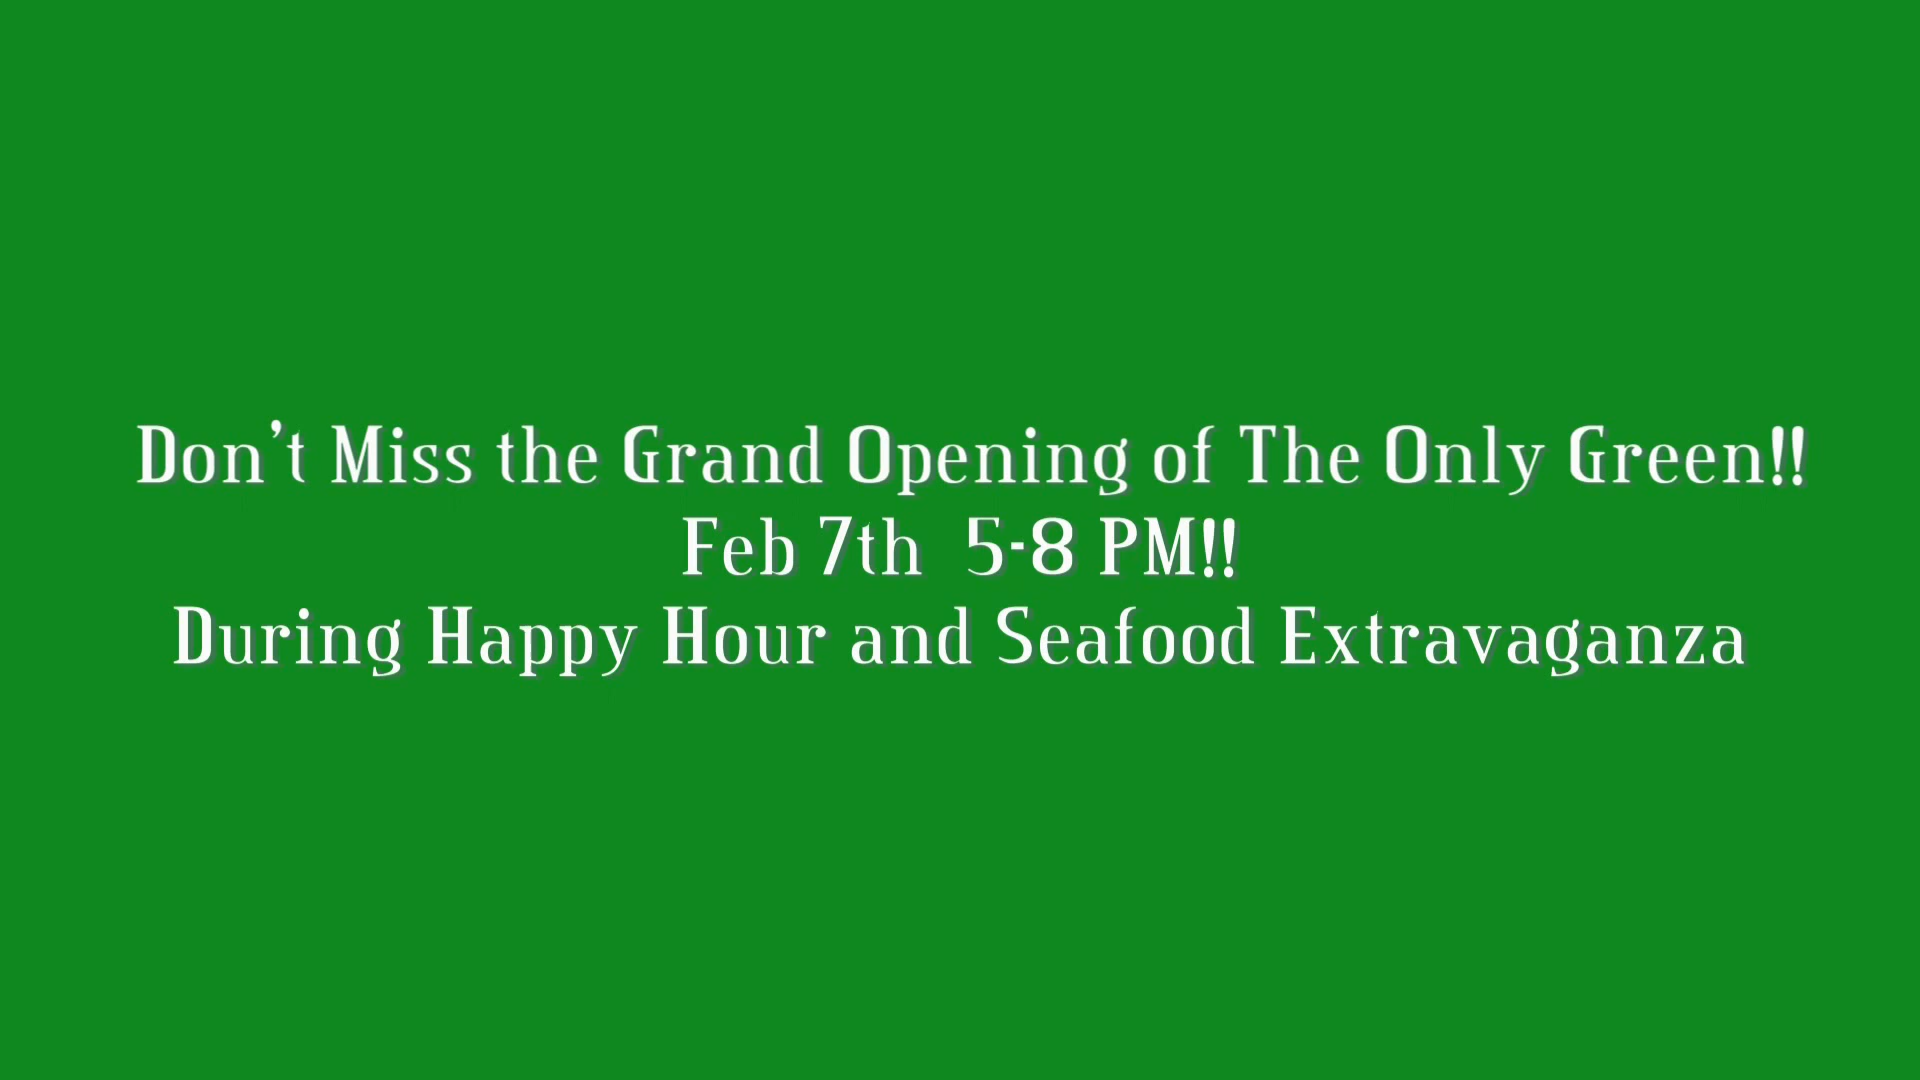 Don't Miss the Grand Opening of The Only Green!!
Feb 7th  5-8 PM!!
During Happy Hour and Seafood Extravaganza